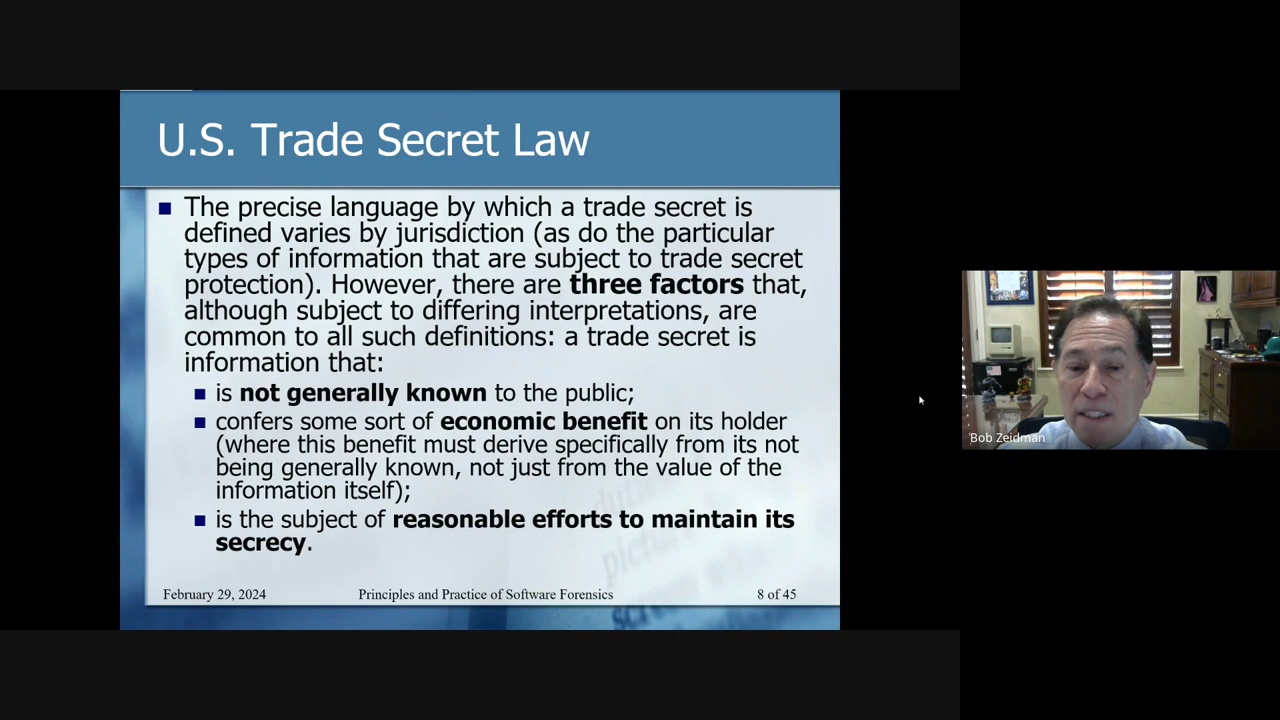 U.S. Trade Secret Law
The precise language by which a trade secret is
defined varies by jurisdiction (as do the particular
types of information that are subject to trade secret
protection). However, there are three factors that,
although subject to differing interpretations, are
common to all such definitions: a trade secret is
information that:
is not generally known to the public;
confers some sort of economic benefit on its holder
(where this benefit must derive specifically from its not
being generally known, not just from the value of the
information itself);
is the subject of reasonable efforts to maintain its
secrecy.
February 29, 2024
Principles and Practice of Software Forensics
8 of 45
Bob Zeidman